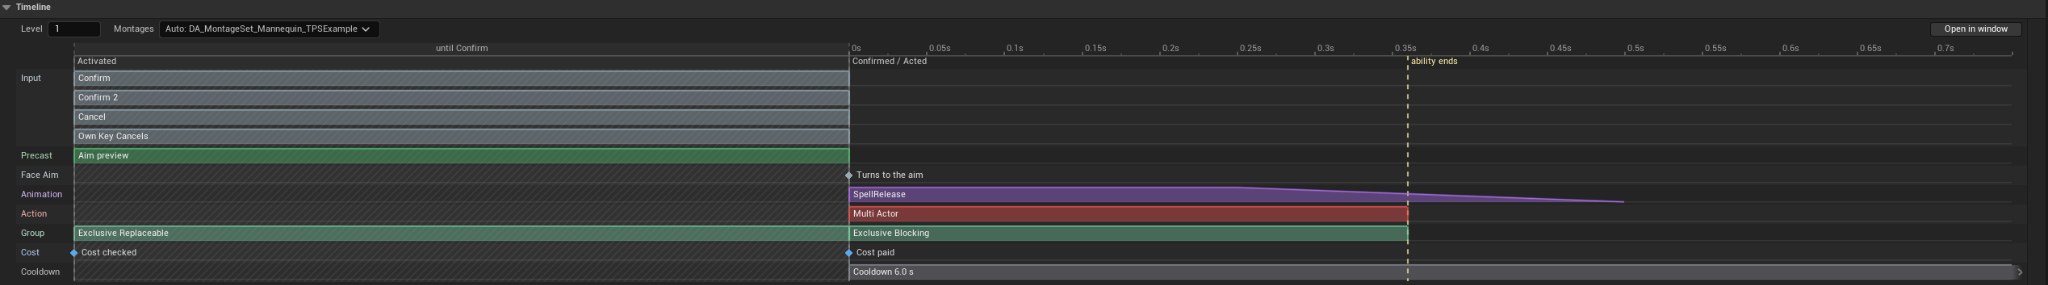 Timeline
Level 1 Montages Auto: DA_MontageSet_Mannequin_TPSExample Open in window
until Confirm 0s 0.05s 0.1s 0.15s 0.2s 0.25s 0.3s 0.35s 0.4s 0.45s 0.5s 0.55s 0.6s 0.65s 0.7s
Activated Confirmed / Acted ability ends
Input Confirm
Confirm 2
Cancel
Own Key Cancels
Precast Aim preview
Face Aim Turns to the aim
Animation SpellRelease
Action Multi Actor
Group Exclusive Replaceable Exclusive Blocking
Cost Cost checked Cost paid
Cooldown Cooldown 6.0 s